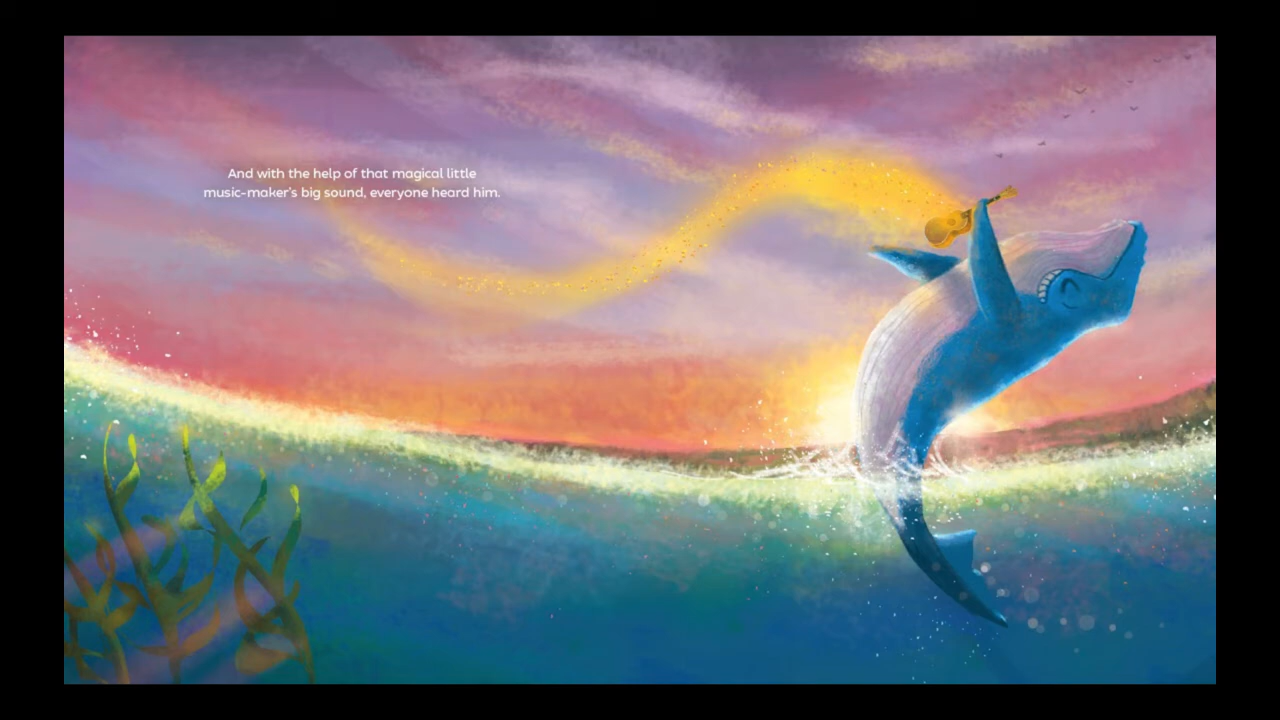 And with the help of that magical little
music-maker's big sound, everyone heard him.